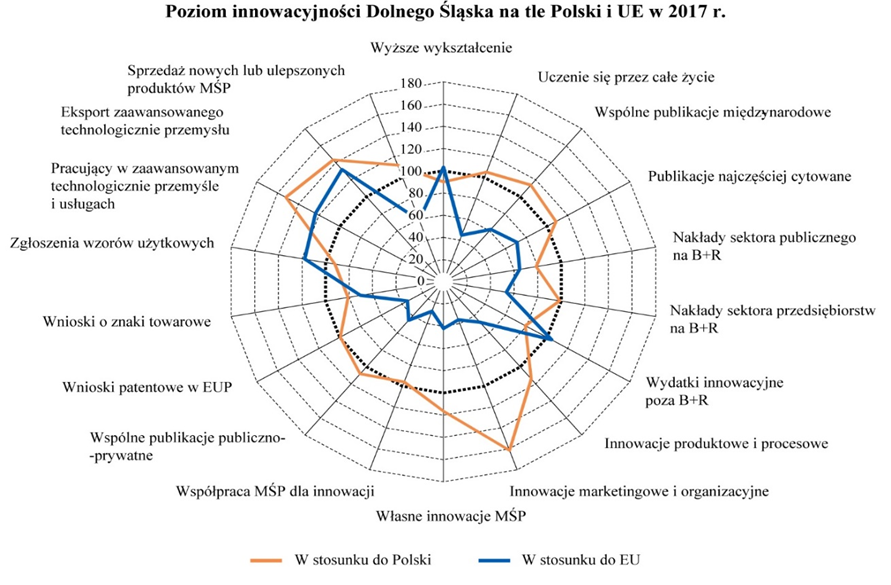 Poziom innowacyjności Dolnego Śląska na tle Polski i UE w 2017 r.
Wyższe wykształcenie
Uczenie się przez całe życie
Wspólne publikacje międzynarodowe
Publikacje najczęściej cytowane
Nakłady sektora publicznego
na B+R
Nakłady sektora przedsiębiorstw
na B+R
Wydatki innowacyjne
poza B+R
Innowacje produktowe i procesowe
Innowacje marketingowe i organizacyjne
Własne innowacje MŚP
Współpraca MŚP dla innowacji
Wspólne publikacje publiczno-
-prywatne
Wnioski patentowe w EUP
Wnioski o znaki towarowe
Zgłoszenia wzorów użytkowych
Pracujący w zaawansowanym
technologicznie przemyśle
i usługach
Eksport zaawansowanego
technologicznie przemysłu
Sprzedaż nowych lub ulepszonych
produktów MŚP
180
160
140
120
100
80
60
40
20
0
W stosunku do Polski
W stosunku do EU